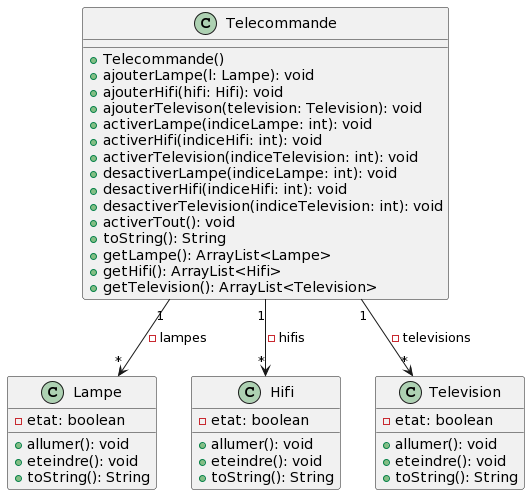 C Telecommande
Telecommande()
ajouterLampe(l: Lampe): void
ajouterHifi(hifi: Hifi): void
ajouterTelevison(télévision: Television): void
activerLampe(indiceLampe: int): void
activerHifi(indiceHifi: int): void
activerTelevision(indiceTelevision: int): void
desactiverLampe(indiceLampe: int): void
desactiverHifi(indiceHifi: int): void
desactiverTelevision(indiceTelevision: int): void
activerTout(): void
toString(): String
getLampe(): ArrayList<Lampe>
getHifi(): ArrayList<Hifi>
getTelevision(): ArrayList<Television>
1 1 1
lampes hifis televisions
* * *
C Lampe
etat: boolean
allumer(): void
eteindre(): void
toString(): String
C Hifi
etat: boolean
allumer(): void
eteindre(): void
toString(): String
C Television
etat: boolean
allumer(): void
eteindre(): void
toString(): String